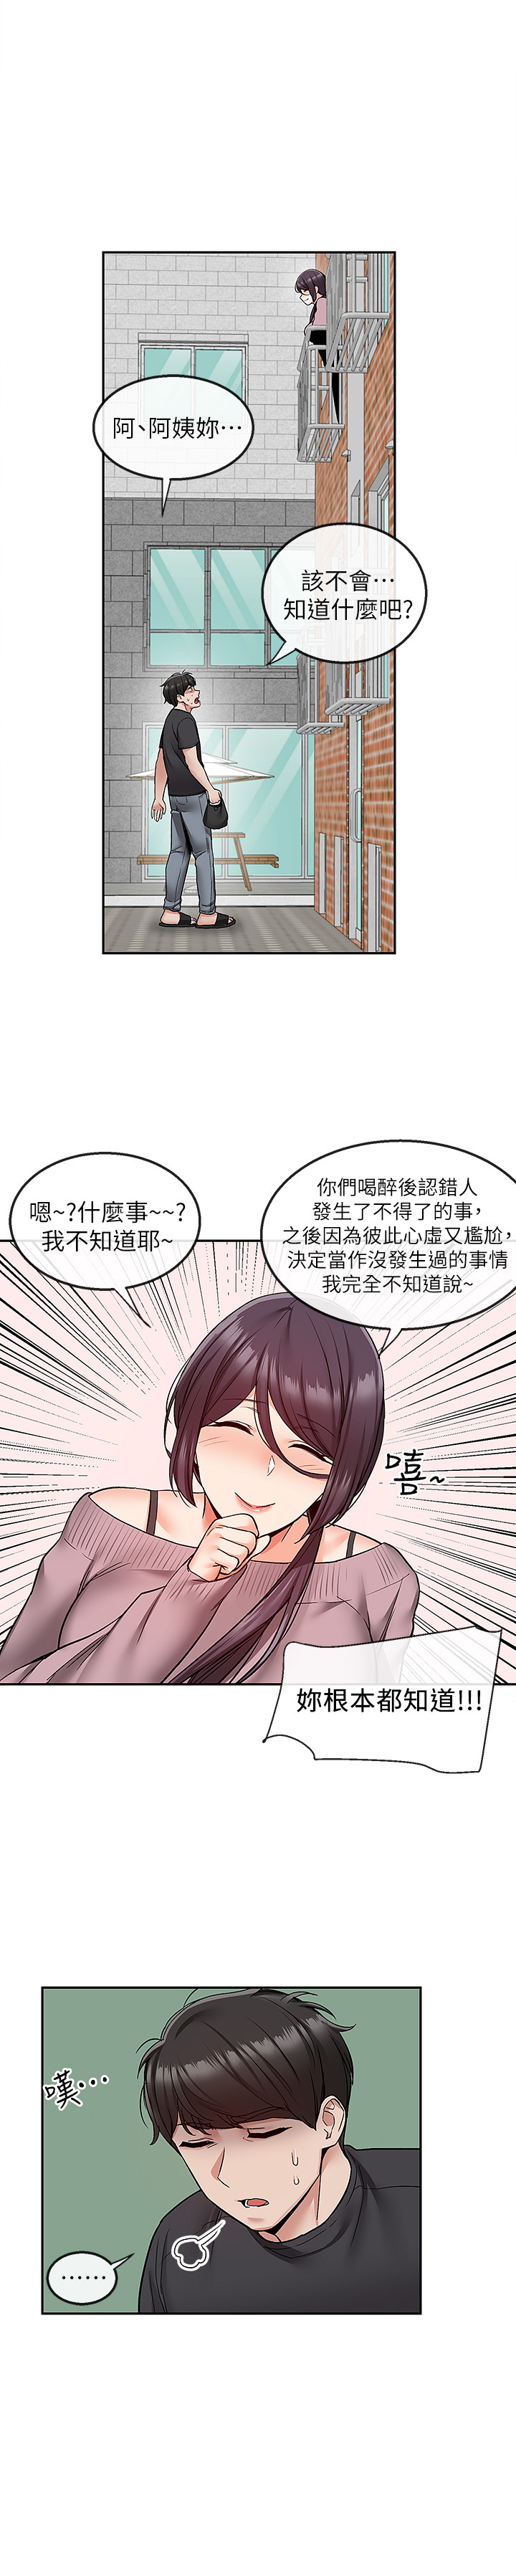 阿、阿姨妳⋯
該不會⋯
知道什麼吧?
嗯~?什麼事~~?
我不知道耶~
你們喝醉後認錯人
發生了不得了的事,
之後因為彼此心虛又尷尬,
決定當作沒發生過的事情
我完全不知道說~
嘻~
妳根本都知道!!!
嘆⋯
⋯⋯